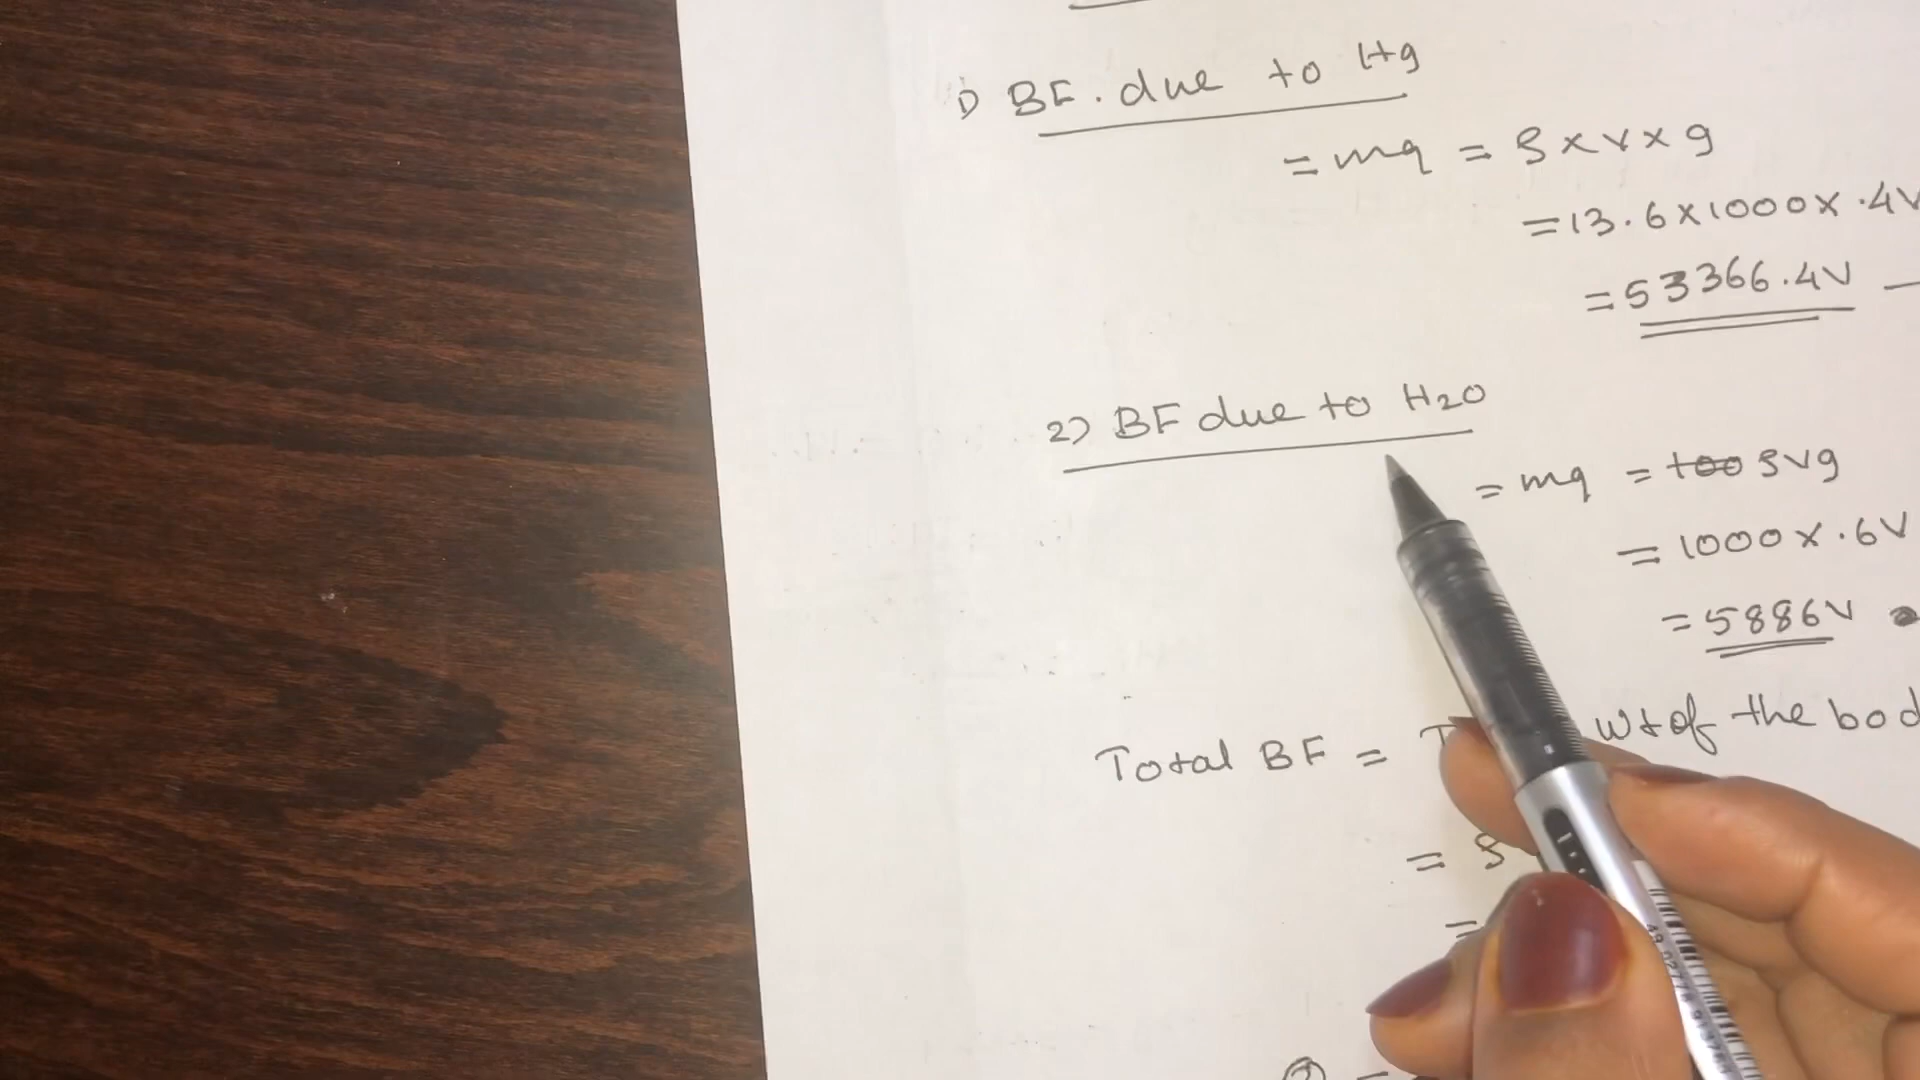 1) BF. due to Hg
= mg = ρ x v x g
= 13.6 x 1000 x .4V
= 53366.4V —
2) BF due to H2O
= mg = ρvg
= 1000 x .6V
= 5886V
Total BF = wt of the bod
= ρ
=